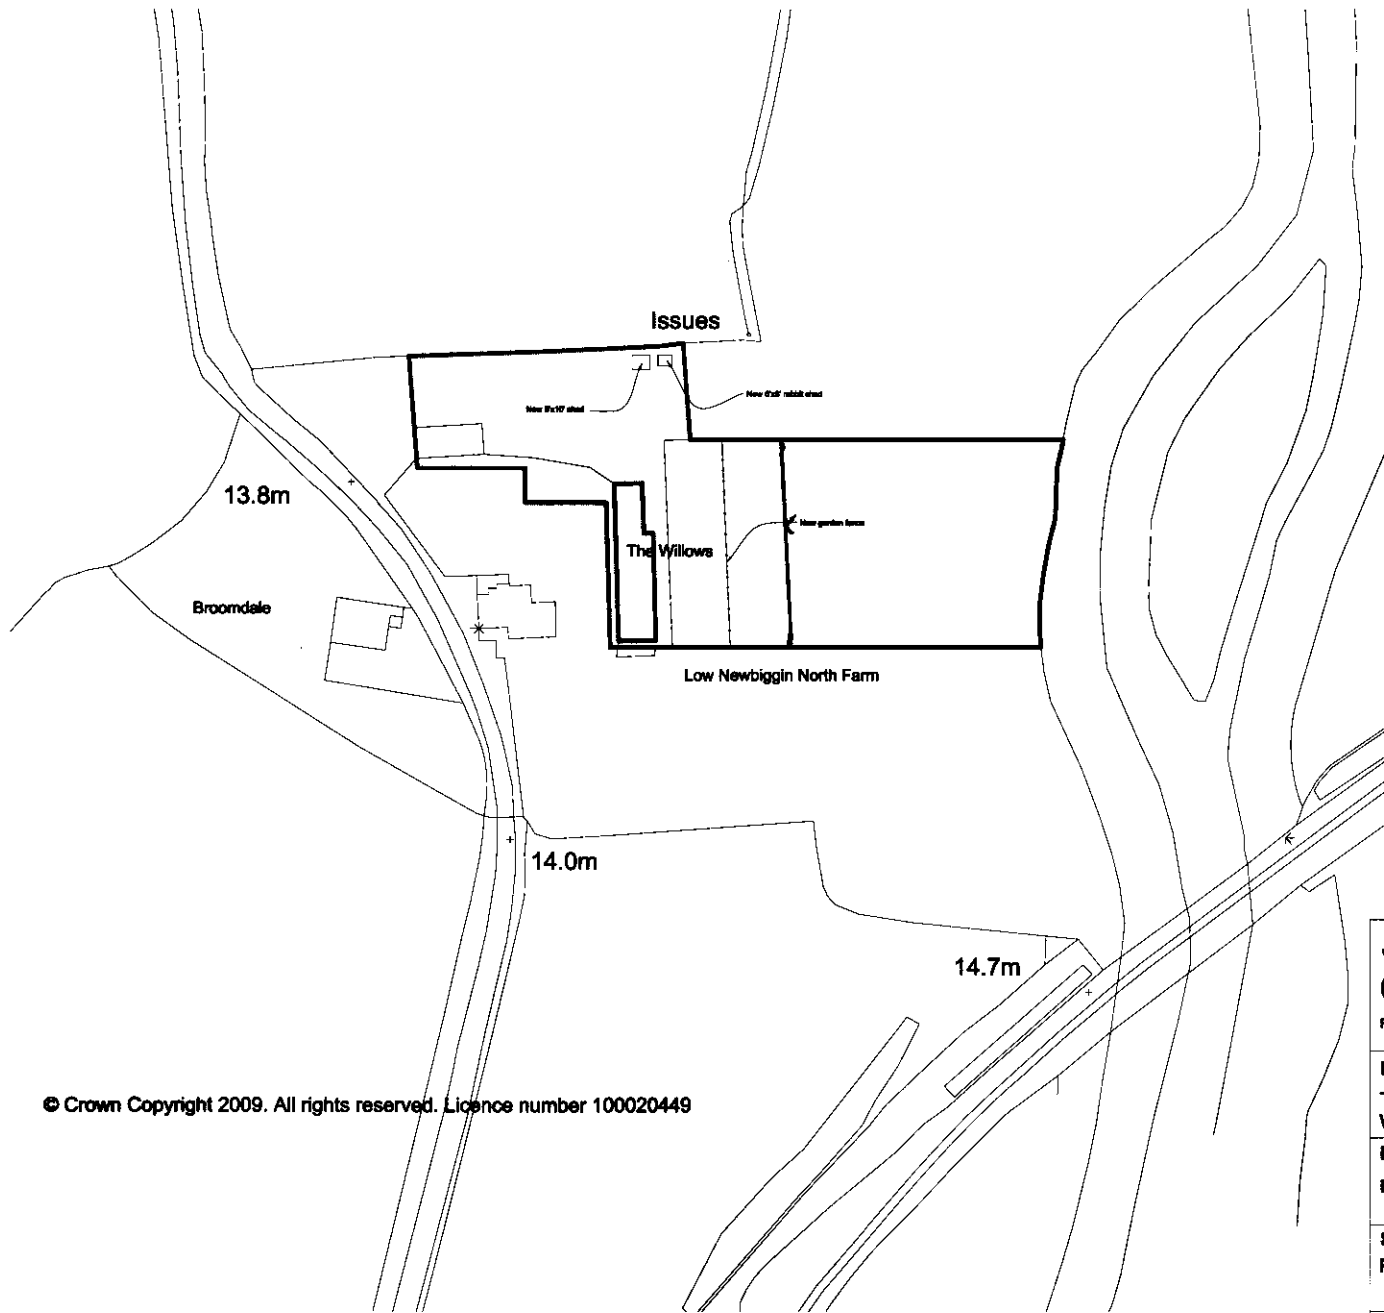 Issues
New 8'x10' shed
New 6'x8' rabbit shed
13.8m
New garden fence
The Willows
Broomdale
Low Newbiggin North Farm
14.0m
14.7m
© Crown Copyright 2009. All rights reserved. Licence number 100020449